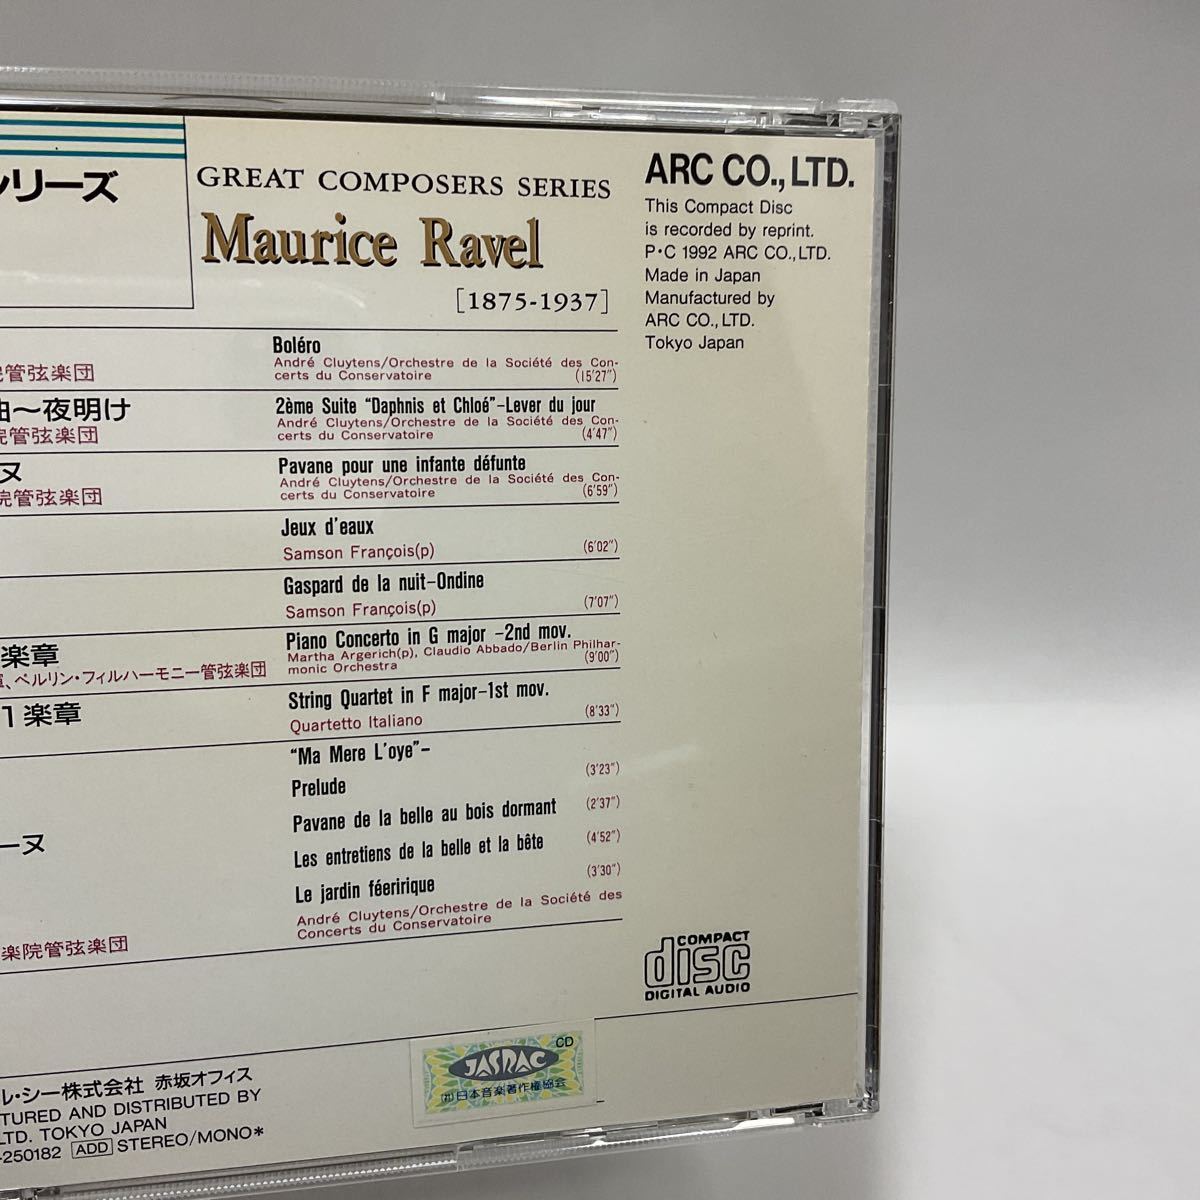 シリーズ
GREAT COMPOSERS SERIES
Maurice Ravel
[1875-1937]
ARC CO.,LTD.
This Compact Disc
is recorded by reprint.
P・C 1992 ARC CO.,LTD.
Made in Japan
Manufactured by
ARC CO.,LTD.
Tokyo Japan
管弦楽団
Boléro
André Cluytens/Orchestre de la Société des Con-
certs du Conservatoire (15'27")
曲〜夜明け
院管弦楽団
2ème Suite “Daphnis et Chloé”–Lever du jour
André Cluytens/Orchestre de la Société des Con-
certs du Conservatoire (4'47")
ヌ
院管弦楽団
Pavane pour une infante défunte
André Cluytens/Orchestre de la Société des Con-
certs du Conservatoire (6'59")
Jeux d'eaux
Samson François(p) (6'02")
Gaspard de la nuit–Ondine
Samson François(p) (7'07")
楽章
、ベルリン・フィルハーモニー管弦楽団
Piano Concerto in G major –2nd mov.
Martha Argerich(p), Claudio Abbado/Berlin Philhar-
monic Orchestra (9'00")
1楽章
String Quartet in F major–1st mov.
Quartetto Italiano (8'33")
“Ma Mere L'oye”–
Prelude (3'23")
Pavane de la belle au bois dormant (2'37")
ーヌ
Les entretiens de la belle et la bête (4'52")
Le jardin féeririque (3'30")
楽院管弦楽団
André Cluytens/Orchestre de la Société des
Concerts du Conservatoire
COMPACT
disc
DIGITAL AUDIO
JASRAC
CD
(社)日本音楽著作権協会
ル・シー株式会社 赤坂オフィス
TURED AND DISTRIBUTED BY
LTD. TOKYO JAPAN
-250182 ADD STEREO/MONO*